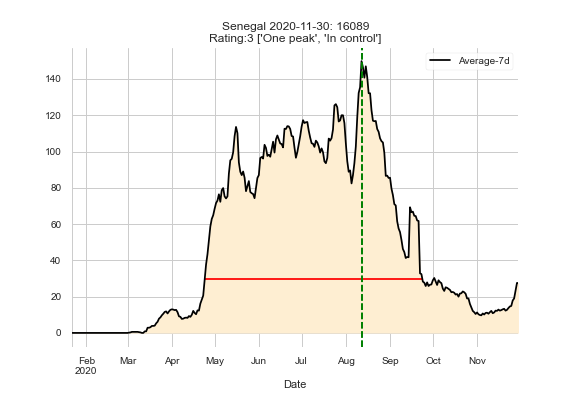 Senegal 2020-11-30: 16089
Rating:3 ['One peak', 'In control']
Average-7d
140
120
100
80
60
40
20
0
Feb Mar Apr May Jun Jul Aug Sep Oct Nov
2020
Date